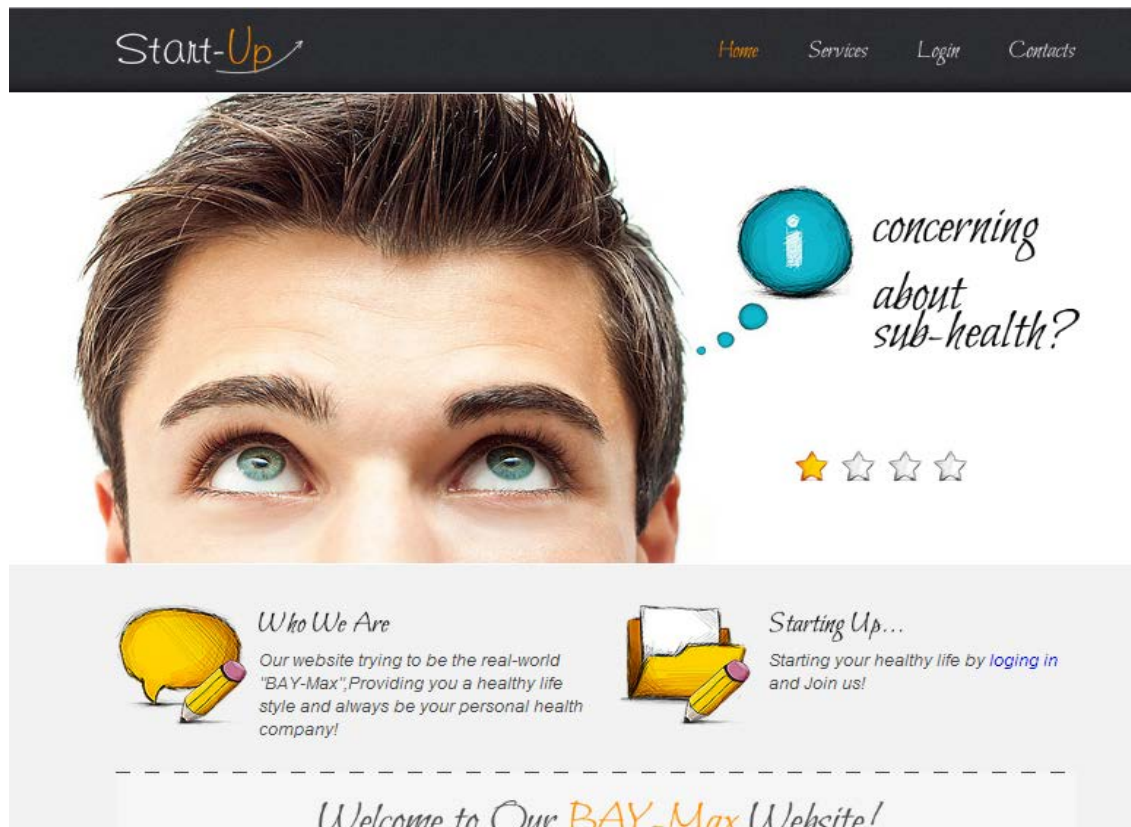 Start-Up
Home Services Login Contacts
i
concerning
about
sub-health?
Who We Are
Our website trying to be the real-world
"BAY-Max",Providing you a healthy life
style and always be your personal health
company!
Starting Up...
Starting your healthy life by loging in
and Join us!
Welcome to Our BAY-Max Website!